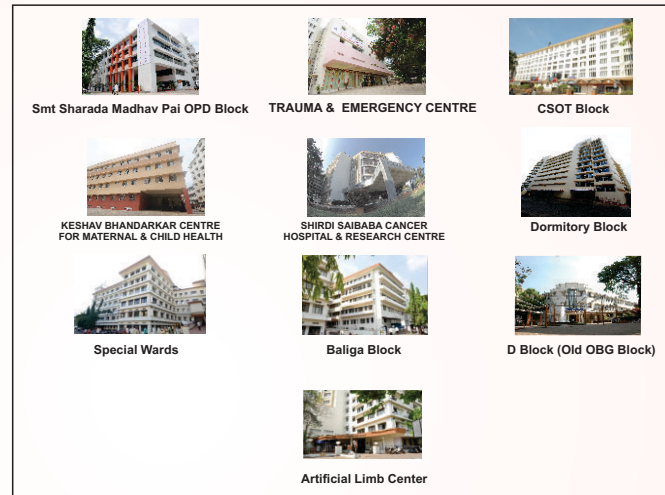 Smt Sharada Madhav Pai OPD Block
TRAUMA & EMERGENCY CENTRE
CSOT Block
KESHAV BHANDARKAR CENTRE
FOR MATERNAL & CHILD HEALTH
SHIRDI SAIBABA CANCER
HOSPITAL & RESEARCH CENTRE
Dormitory Block
Special Wards
Baliga Block
D Block (Old OBG Block)
Artificial Limb Center